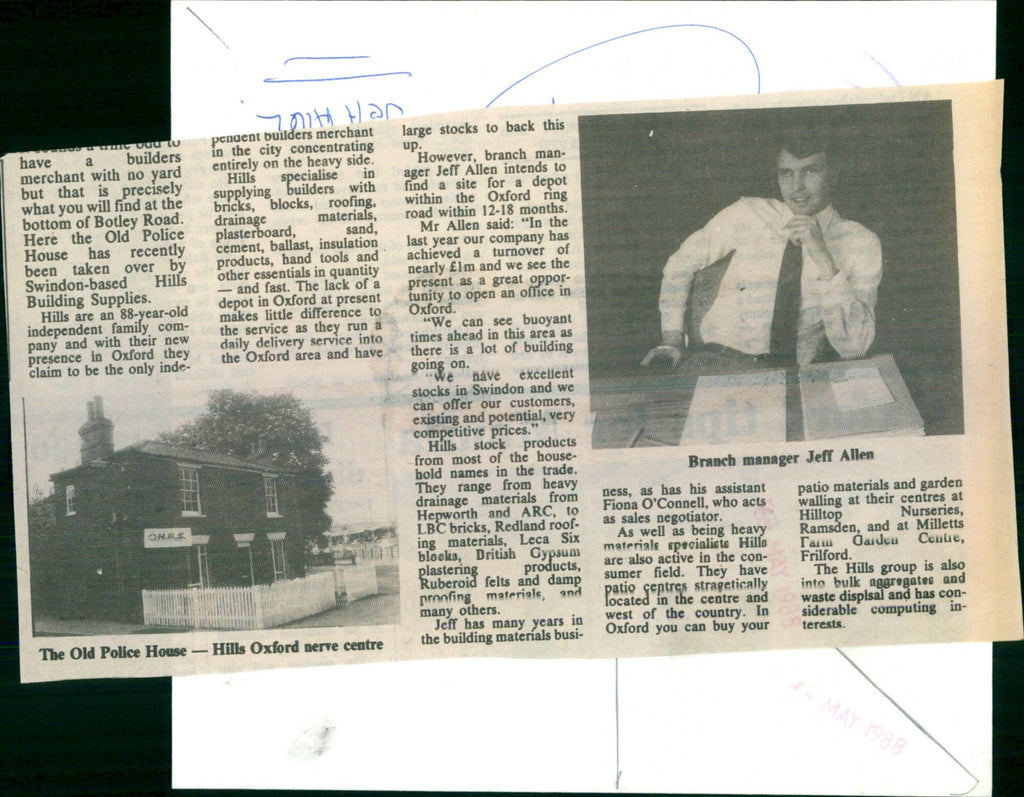 have a builders
merchant with no yard
but that is precisely
what you will find at the
bottom of Botley Road.
Here the Old Police
House has recently
been taken over by
Swindon-based Hills
Building Supplies.
Hills are an 88-year-old
independent family com-
pany and with their new
presence in Oxford they
claim to be the only inde-
pendent builders merchant
in the city concentrating
entirely on the heavy side.
Hills specialise in
supplying builders with
bricks, blocks, roofing,
drainage materials,
plasterboard, sand,
cement, ballast, insulation
products, hand tools and
other essentials in quantity
— and fast. The lack of a
depot in Oxford at present
makes little difference to
the service as they run a
daily delivery service into
the Oxford area and have
large stocks to back this
up.
However, branch man-
ager Jeff Allen intends to
find a site for a depot
within the Oxford ring
road within 12-18 months.
Mr Allen said: “In the
last year our company has
achieved a turnover of
nearly £1m and we see the
present as a great oppor-
tunity to open an office in
Oxford.
“We can see buoyant
times ahead in this area as
there is a lot of building
going on.
“We have excellent
stocks in Swindon and we
can offer our customers,
existing and potential, very
competitive prices.”
Hills stock products
from most of the house-
hold names in the trade.
They range from heavy
drainage materials from
Hepworth and ARC, to
LBC bricks, Redland roof-
ing materials, Leca Six
blocks, British Gypsum
plastering products,
Ruberoid felts and damp
proofing materials, and
many others.
Jeff has many years in
the building materials busi-
ness, as has his assistant
Fiona O'Connell, who acts
as sales negotiator.
As well as being heavy
materials specialists Hills
are also active in the con-
sumer field. They have
patio centres stragetically
located in the centre and
west of the country. In
Oxford you can buy your
patio materials and garden
walling at their centres at
Hilltop Nurseries,
Ramsden, and at Milletts
Farm Garden Centre,
Frilford.
The Hills group is also
into bulk aggregates and
waste displsal and has con-
siderable computing in-
terests.
Branch manager Jeff Allen
H.B.S.
The Old Police House — Hills Oxford nerve centre
MAY 1988